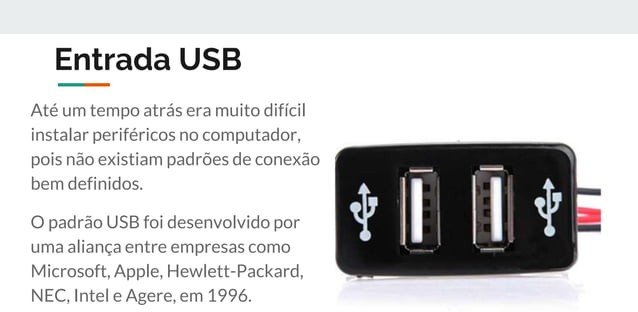 Entrada USB
Até um tempo atrás era muito difícil
instalar periféricos no computador,
pois não existiam padrões de conexão
bem definidos.
O padrão USB foi desenvolvido por
uma aliança entre empresas como
Microsoft, Apple, Hewlett-Packard,
NEC, Intel e Agere, em 1996.